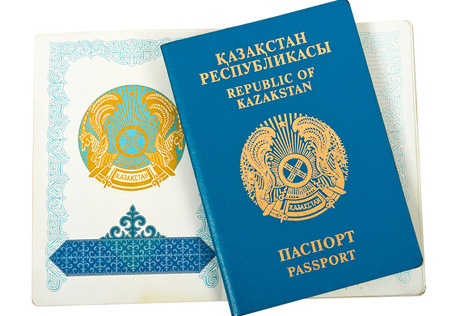 ҚАЗАҚСТАН
РЕСПУБЛИКАСЫ
REPUBLIC OF
KAZAKSTAN
ПАСПОРТ
PASSPORT
ҚАЗАҚСТАН